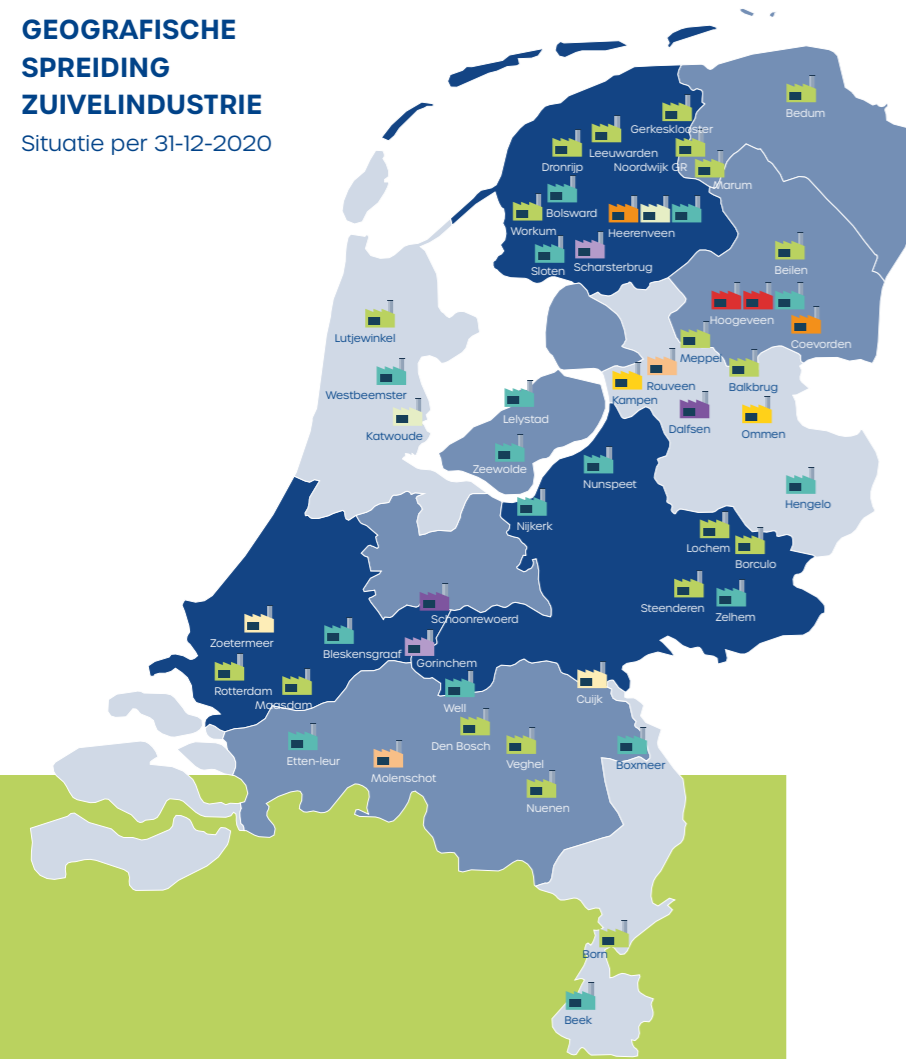 GEOGRAFISCHE
SPREIDING
ZUIVELINDUSTRIE
Situatie per 31-12-2020
Bedum
Gerkesklooster
Leeuwarden
Dronrijp
Noordwijk GR
Marum
Bolsward
Workum
Heerenveen
Sloten
Scharsterbrug
Beilen
Hoogeveen
Coevorden
Lutjewinkel
Meppel
Westbeemster
Rouveen
Balkbrug
Kampen
Katwoude
Lelystad
Dalfsen
Ommen
Zeewolde
Nunspeet
Hengelo
Nijkerk
Lochem
Borculo
Steenderen
Zelhem
Schoonrewoerd
Zoetermeer
Bleskensgraaf
Gorinchem
Rotterdam
Maasdam
Well
Cuijk
Den Bosch
Etten-leur
Veghel
Boxmeer
Molenschot
Nuenen
Born
Beek